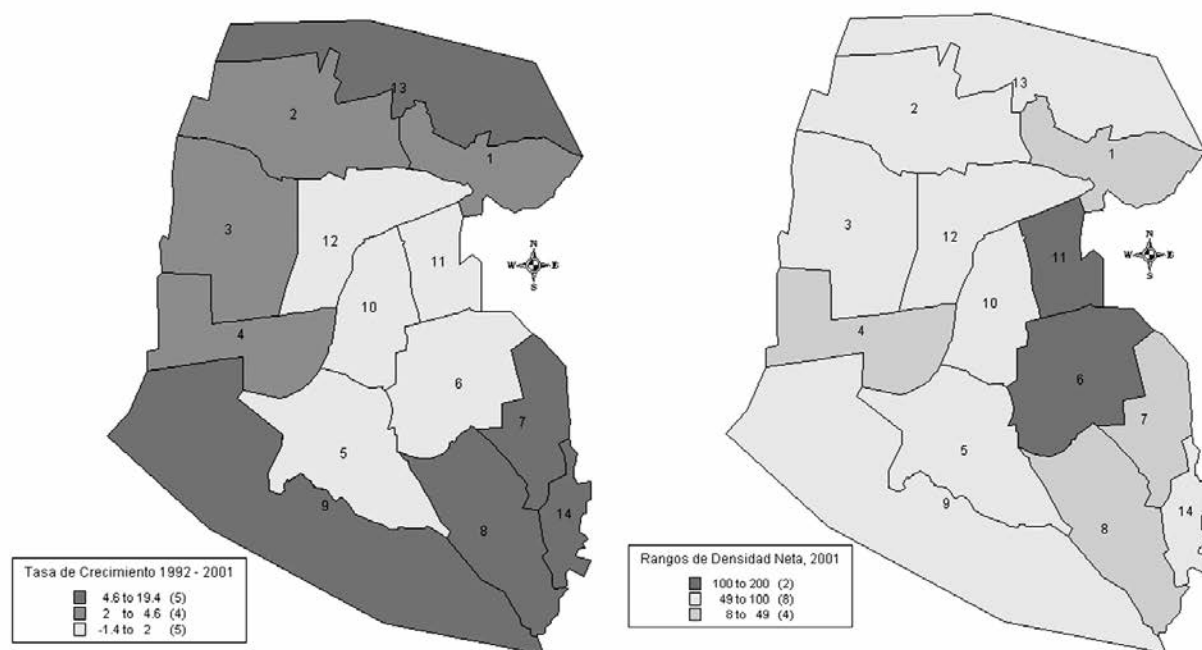 13
2
1
3
12
11
10
4
6
7
5
9
8
14
N
W E
S
Tasa de Crecimiento 1992 - 2001
4.6 to 19.4 (5)
2 to 4.6 (4)
-1.4 to 2 (5)
13
2
1
3
12
11
10
4
6
7
5
9
8
14
N
W E
S
Rangos de Densidad Neta, 2001
100 to 200 (2)
49 to 100 (8)
8 to 49 (4)